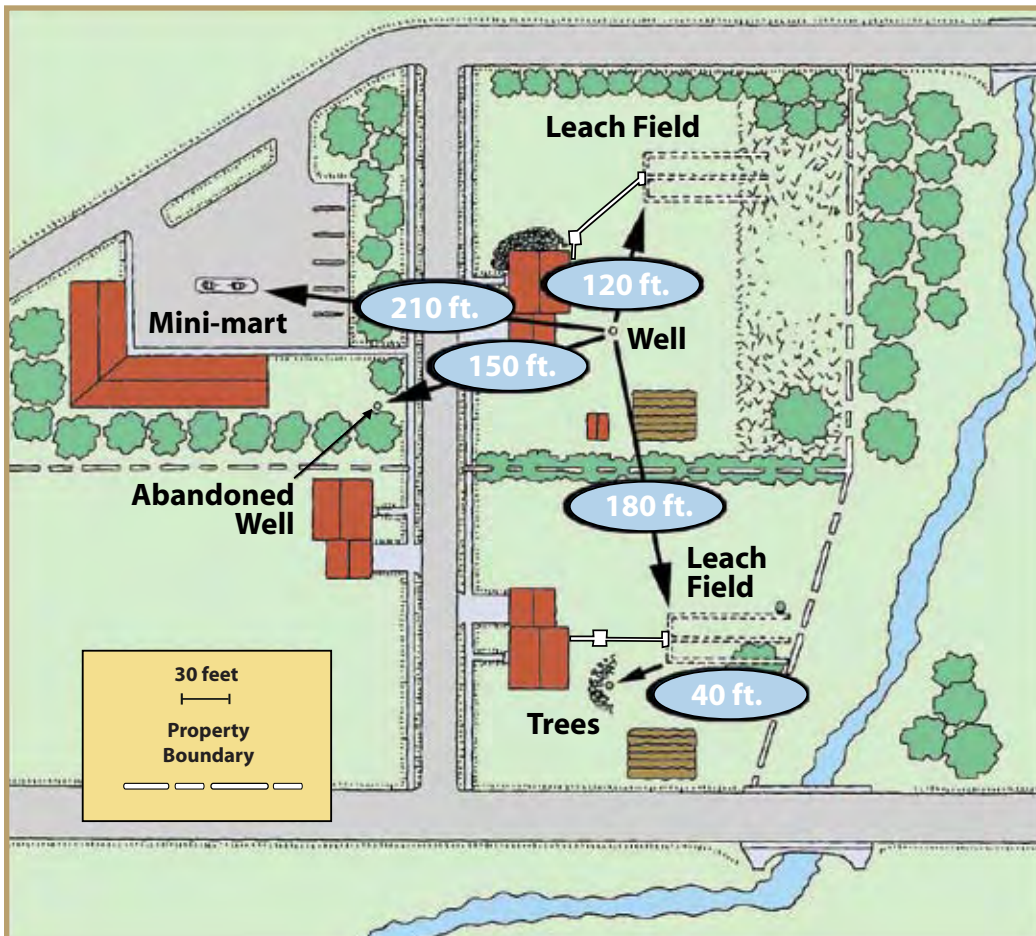 Leach Field
120 ft.
210 ft.
Mini-mart
Well
150 ft.
Abandoned
Well
180 ft.
Leach
Field
40 ft.
Trees
30 feet
Property
Boundary